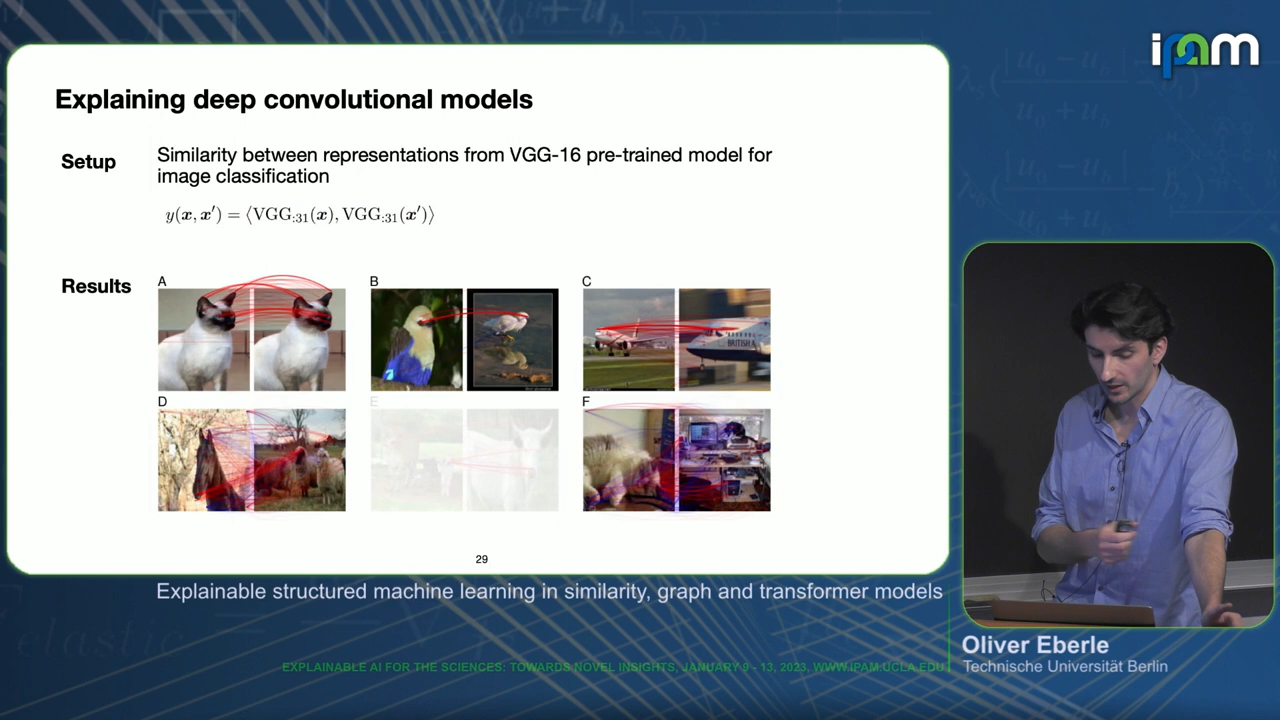 ipam
Explaining deep convolutional models
Setup
Similarity between representations from VGG-16 pre-trained model for
image classification
y(x, x′) = ⟨VGG:31(x), VGG:31(x′)⟩
Results
A
B
C
BRITISH A
D
E
F
29
Explainable structured machine learning in similarity, graph and transformer models
Oliver Eberle
Technische Universität Berlin
EXPLAINABLE AI FOR THE SCIENCES: TOWARDS NOVEL INSIGHTS, JANUARY 9 - 13, 2023, WWW.IPAM.UCLA.EDU
elastic